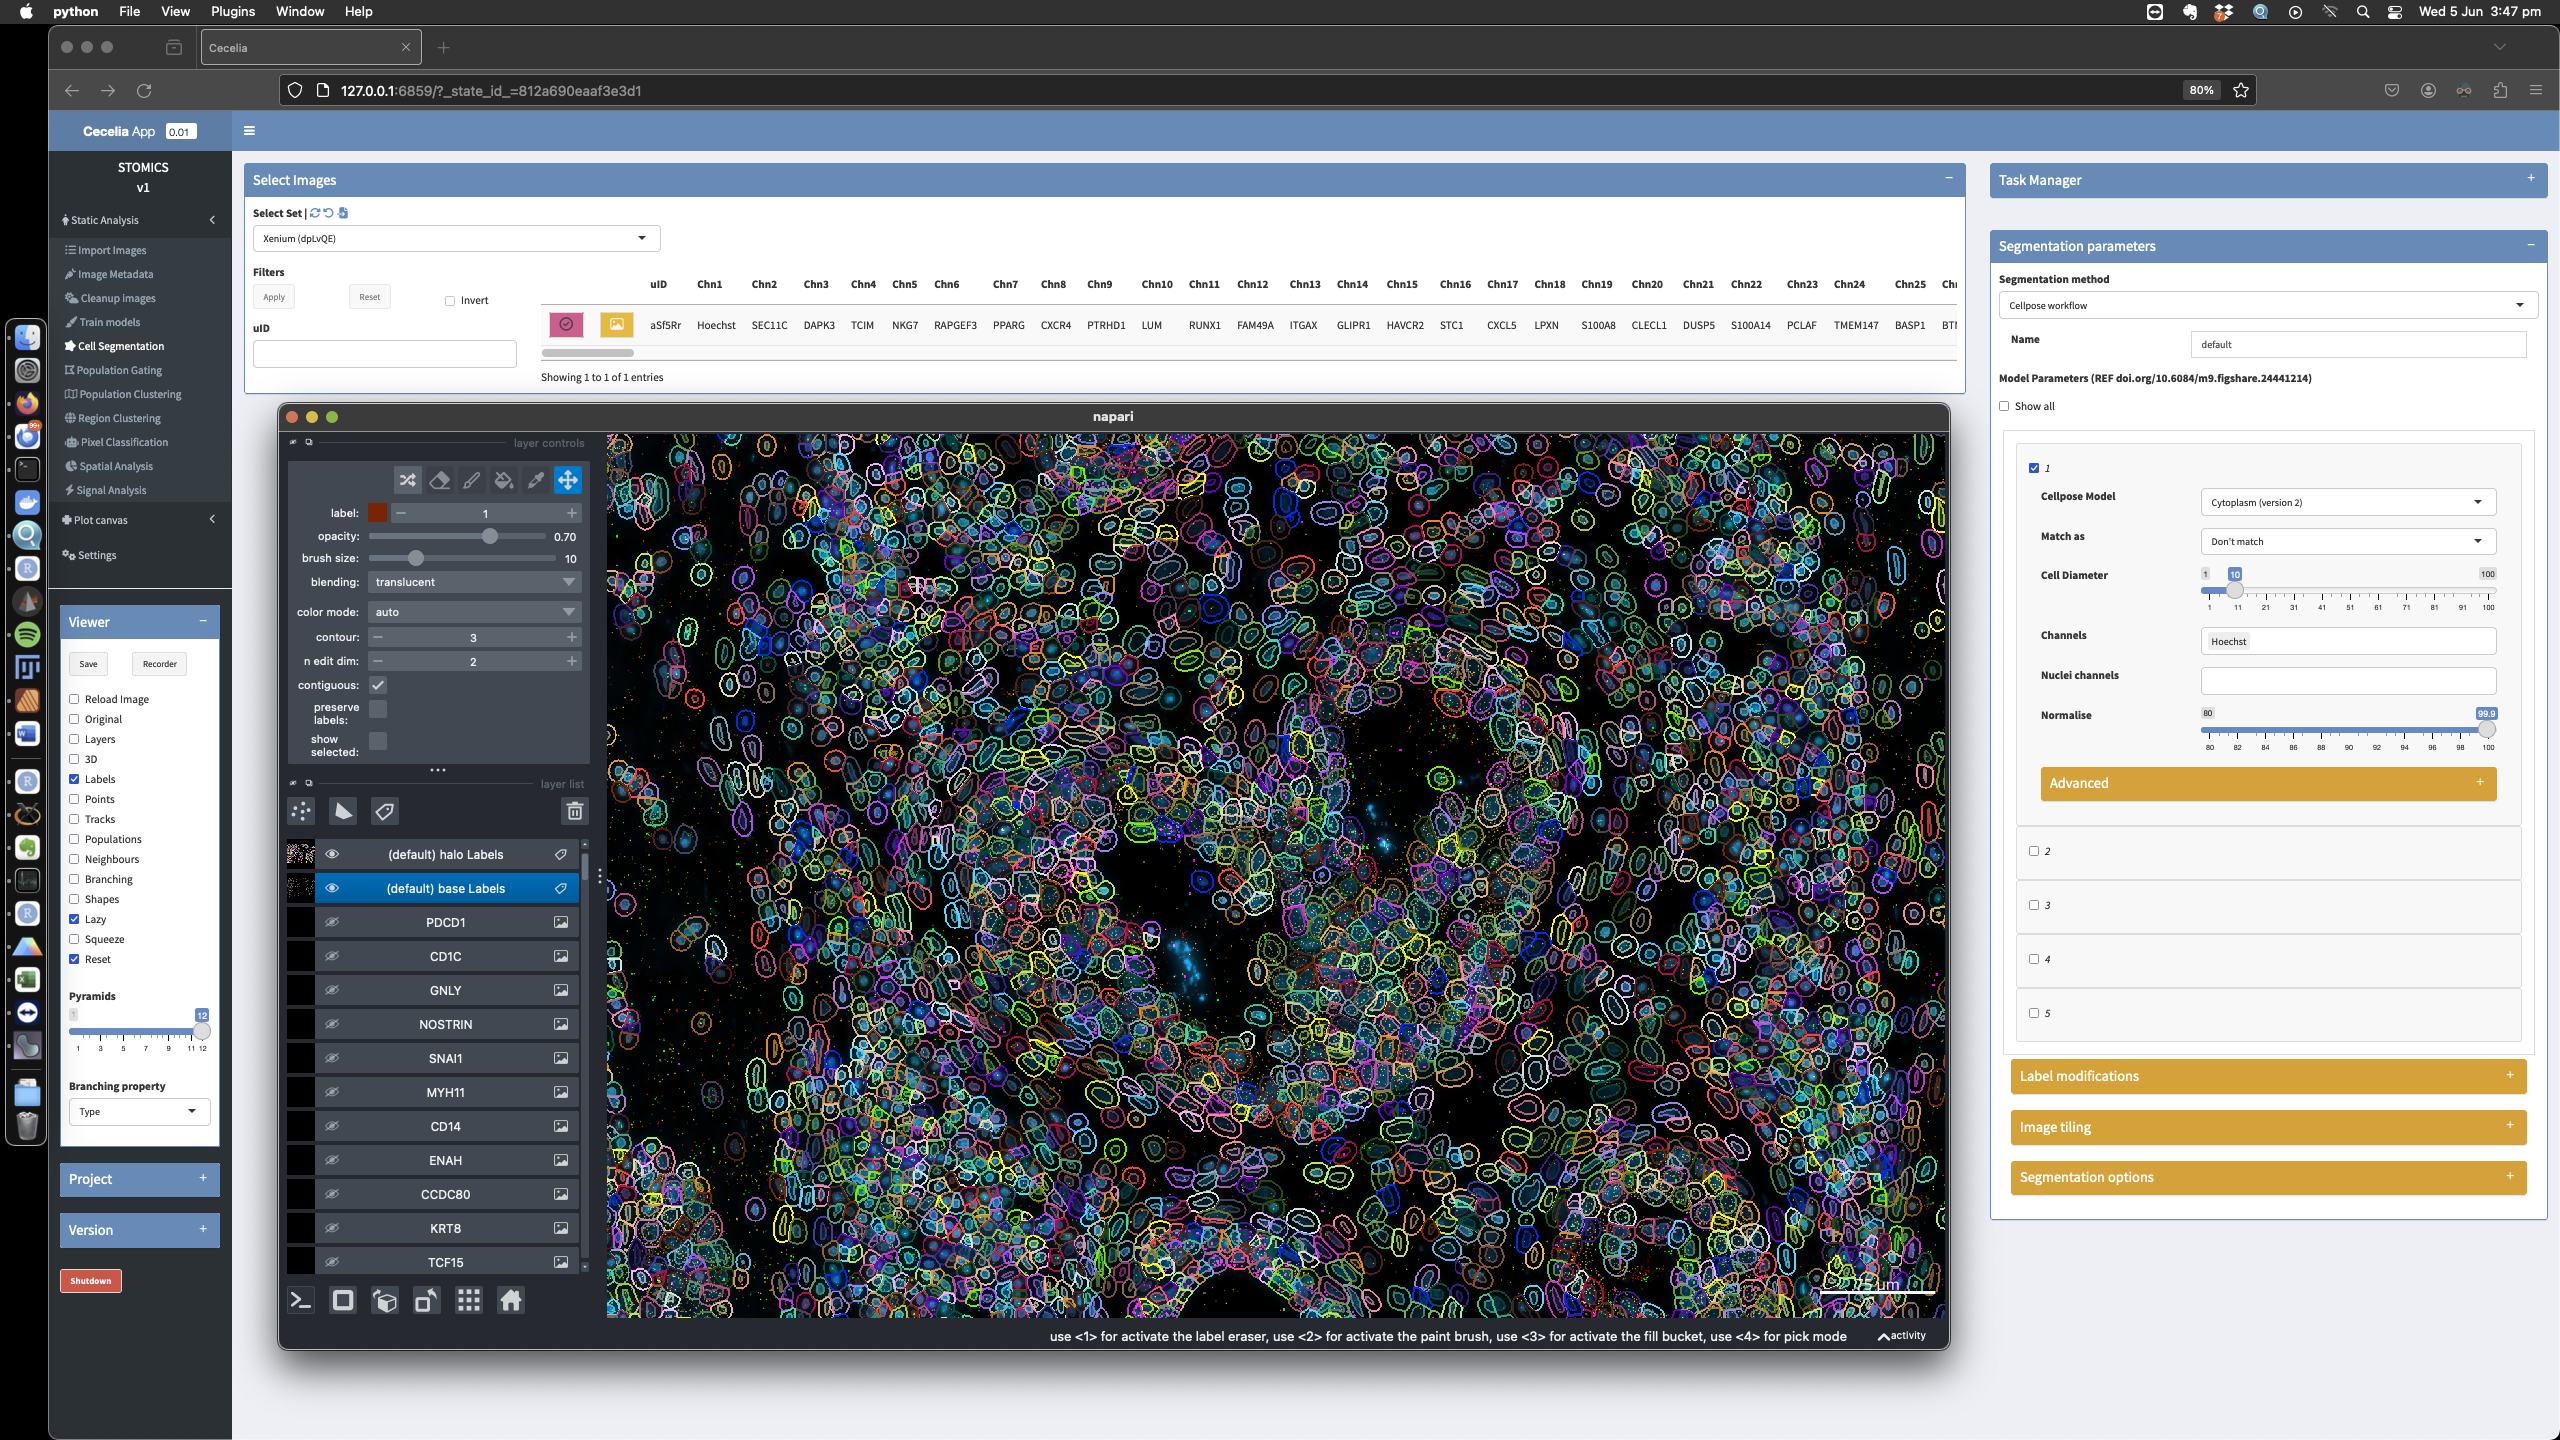 python File View Plugins Window Help
7
Wed 5 Jun 3:47 pm
Cecelia
127.0.0.1:6859/?_state_id_=812a690eaaf3e3d1
80%
Cecelia App 0.01
STOMICS
v1
Static Analysis
Import Images
Image Metadata
Cleanup images
Train models
Cell Segmentation
Population Gating
Population Clustering
Region Clustering
Pixel Classification
Spatial Analysis
Signal Analysis
Plot canvas
Settings
Viewer
Save Recorder
Reload Image
Original
Layers
3D
Labels
Points
Tracks
Populations
Neighbours
Branching
Shapes
Lazy
Squeeze
Reset
Pyramids
1 12
1 3 5 7 9 11 12
Branching property
Type
Project
Version
Shutdown
99+
Select Images
Select Set |
Xenium (dpLvQE)
Filters
Apply Reset Invert
uID
uID Chn1 Chn2 Chn3 Chn4 Chn5 Chn6 Chn7 Chn8 Chn9 Chn10 Chn11 Chn12 Chn13 Chn14 Chn15 Chn16 Chn17 Chn18 Chn19 Chn20 Chn21 Chn22 Chn23 Chn24 Chn25
aSf5Rr Hoechst SEC11C DAPK3 TCIM NKG7 RAPGEF3 PPARG CXCR4 PTRHD1 LUM RUNX1 FAM49A ITGAX GLIPR1 HAVCR2 STC1 CXCL5 LPXN S100A8 CLECL1 DUSP5 S100A14 PCLAF TMEM147 BASP1
Showing 1 to 1 of 1 entries
napari
layer controls
label: 1
opacity: 0.70
brush size: 10
blending: translucent
color mode: auto
contour: 3
n edit dim: 2
contiguous:
preserve
labels:
show
selected:
layer list
(default) halo Labels
(default) base Labels
PDCD1
CD1C
GNLY
NOSTRIN
SNAI1
MYH11
CD14
ENAH
CCDC80
KRT8
TCF15
75 μm
use <1> for activate the label eraser, use <2> for activate the paint brush, use <3> for activate the fill bucket, use <4> for pick mode
activity
Task Manager
Segmentation parameters
Segmentation method
Cellpose workflow
Name default
Model Parameters (REF doi.org/10.6084/m9.figshare.24441214)
Show all
1
Cellpose Model Cytoplasm (version 2)
Match as Don't match
Cell Diameter 1 10 100
1 11 21 31 41 51 61 71 81 91 100
Channels Hoechst
Nuclei channels
Normalise 80 99.9
80 82 84 86 88 90 92 94 96 98 100
Advanced
2
3
4
5
Label modifications
Image tiling
Segmentation options